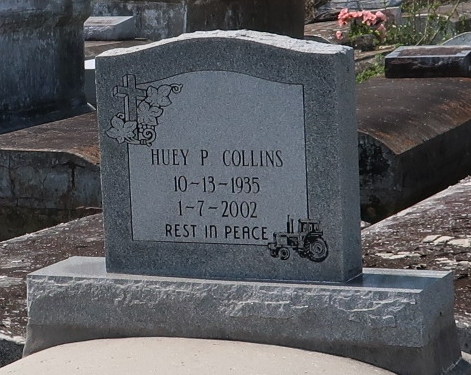 HUEY P COLLINS
10-13-1935
1-7-2002
REST IN PEACE